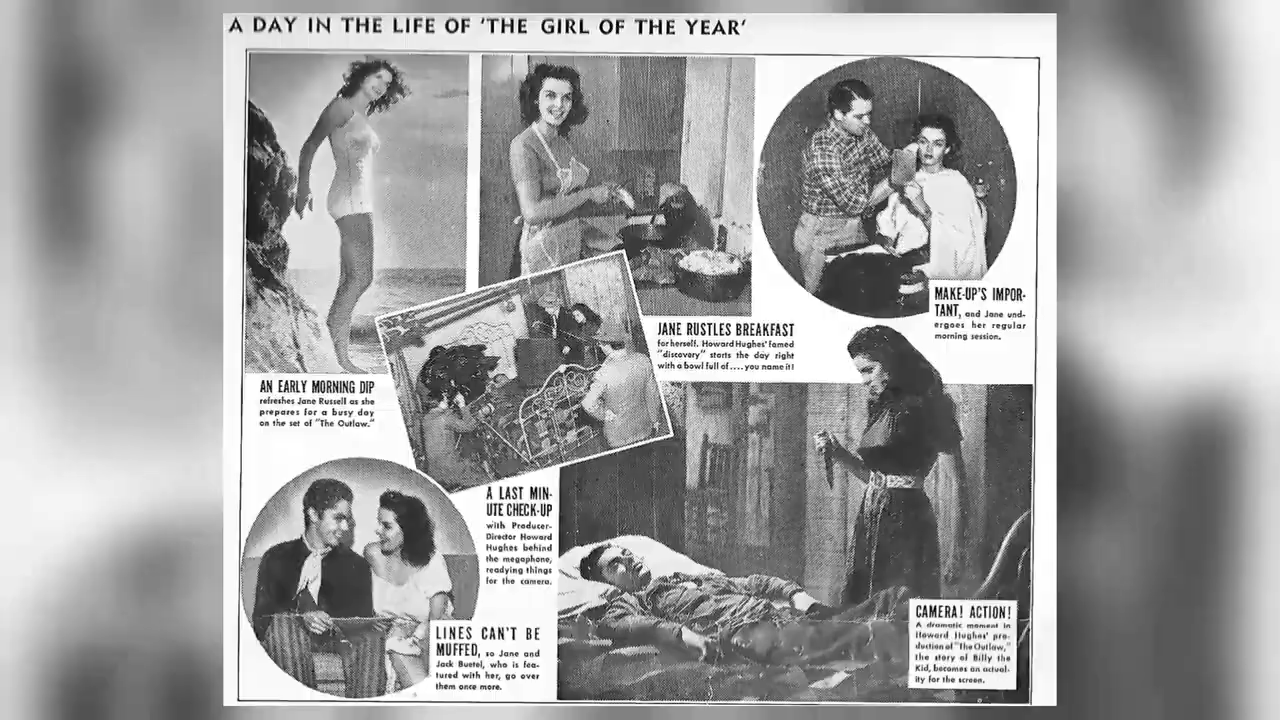 A DAY IN THE LIFE OF 'THE GIRL OF THE YEAR'
AN EARLY MORNING DIP
refreshes Jane Russell as she
prepares for a busy day
on the set of "The Outlaw."
JANE RUSTLES BREAKFAST
for herself. Howard Hughes' famed
"discovery" starts the day right
with a bowl full of....you name it!
MAKE-UP'S IMPOR-
TANT, and Jane und-
ergoes her regular
morning session.
A LAST MIN-
UTE CHECK-UP
with Producer-
Director Howard
Hughes behind
the megaphone,
readying things
for the camera.
LINES CAN'T BE
MUFFED, so Jane and
Jack Buetel, who is fea-
tured with her, go over
them once more.
CAMERA! ACTION!
A dramatic moment in
Howard Hughes' pro-
duction of "The Outlaw,"
the story of Billy the
Kid, becomes an actual-
ity for the screen.